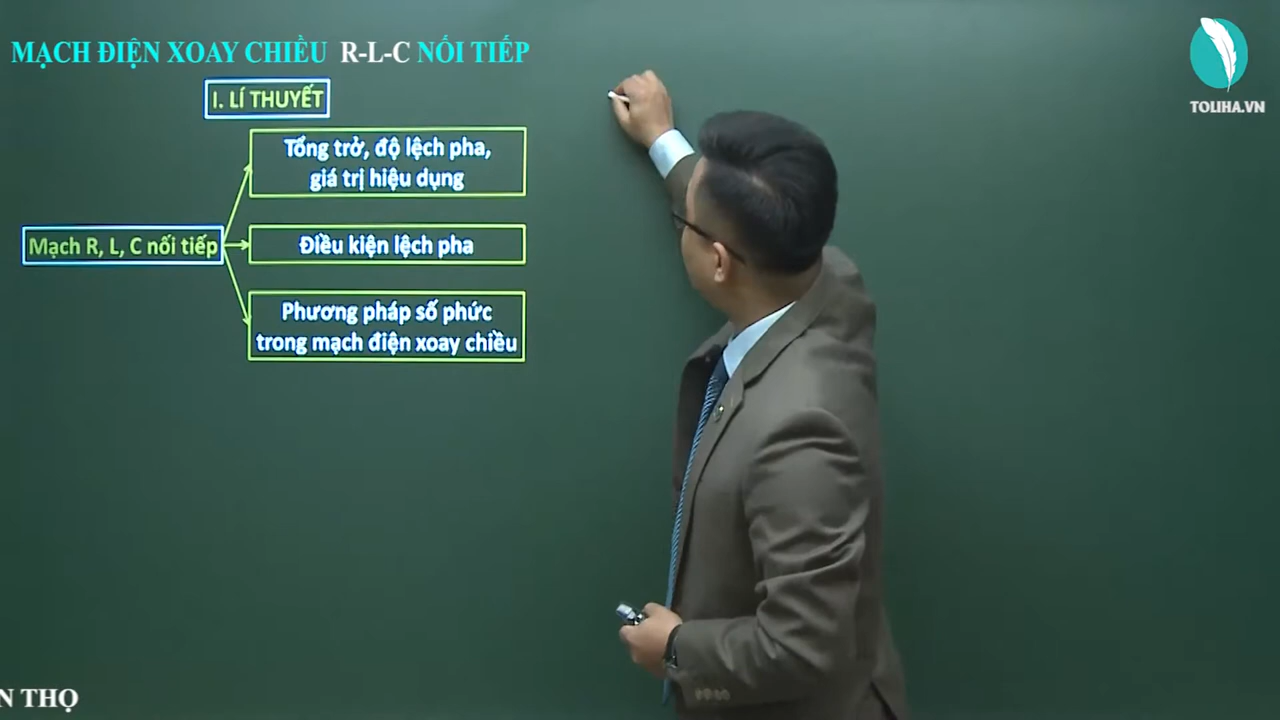 MẠCH ĐIỆN XOAY CHIỀU R-L-C NỐI TIẾP
TOLIHA.VN
I. LÍ THUYẾT
Tổng trở, độ lệch pha,
giá trị hiệu dụng
Mạch R, L, C nối tiếp
Điều kiện lệch pha
Phương pháp số phức
trong mạch điện xoay chiều
N THỌ